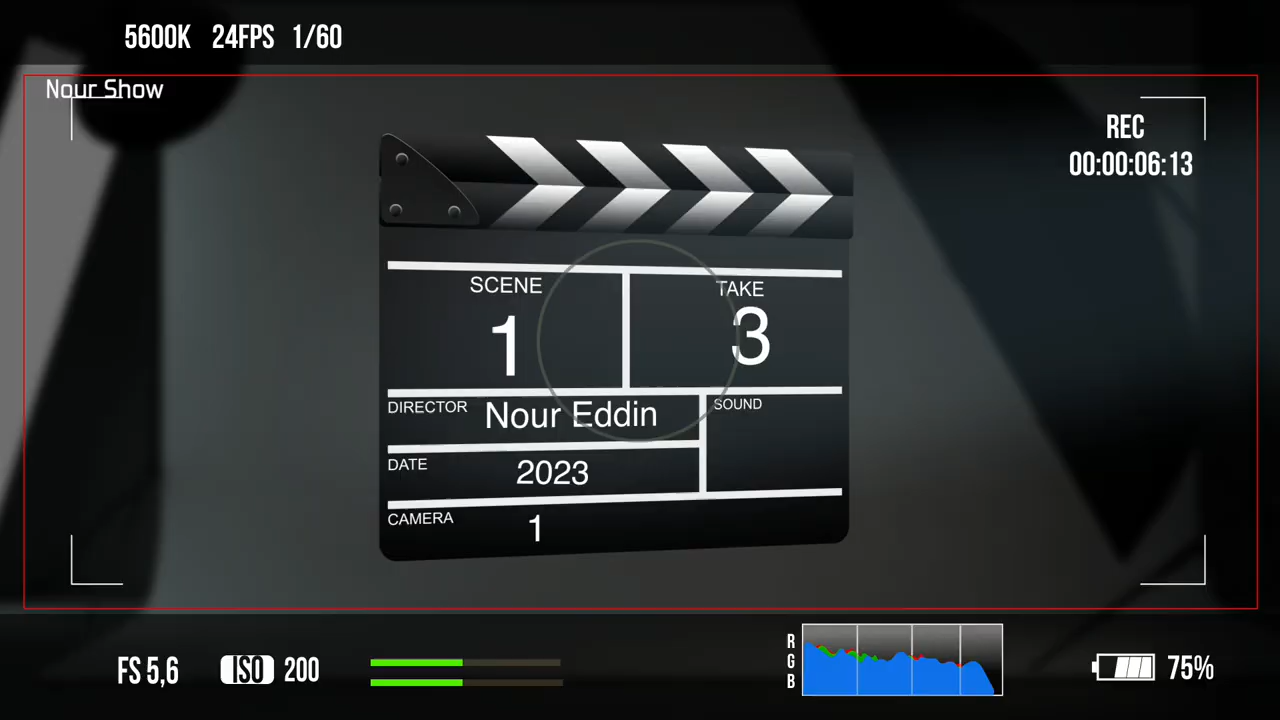 5600K 24FPS 1/60
Nour Show
REC
00:00:06:13
SCENE
1
TAKE
3
DIRECTOR Nour Eddin
SOUND
DATE 2023
CAMERA 1
FS 5,6 ISO 200
R
G
B
75%